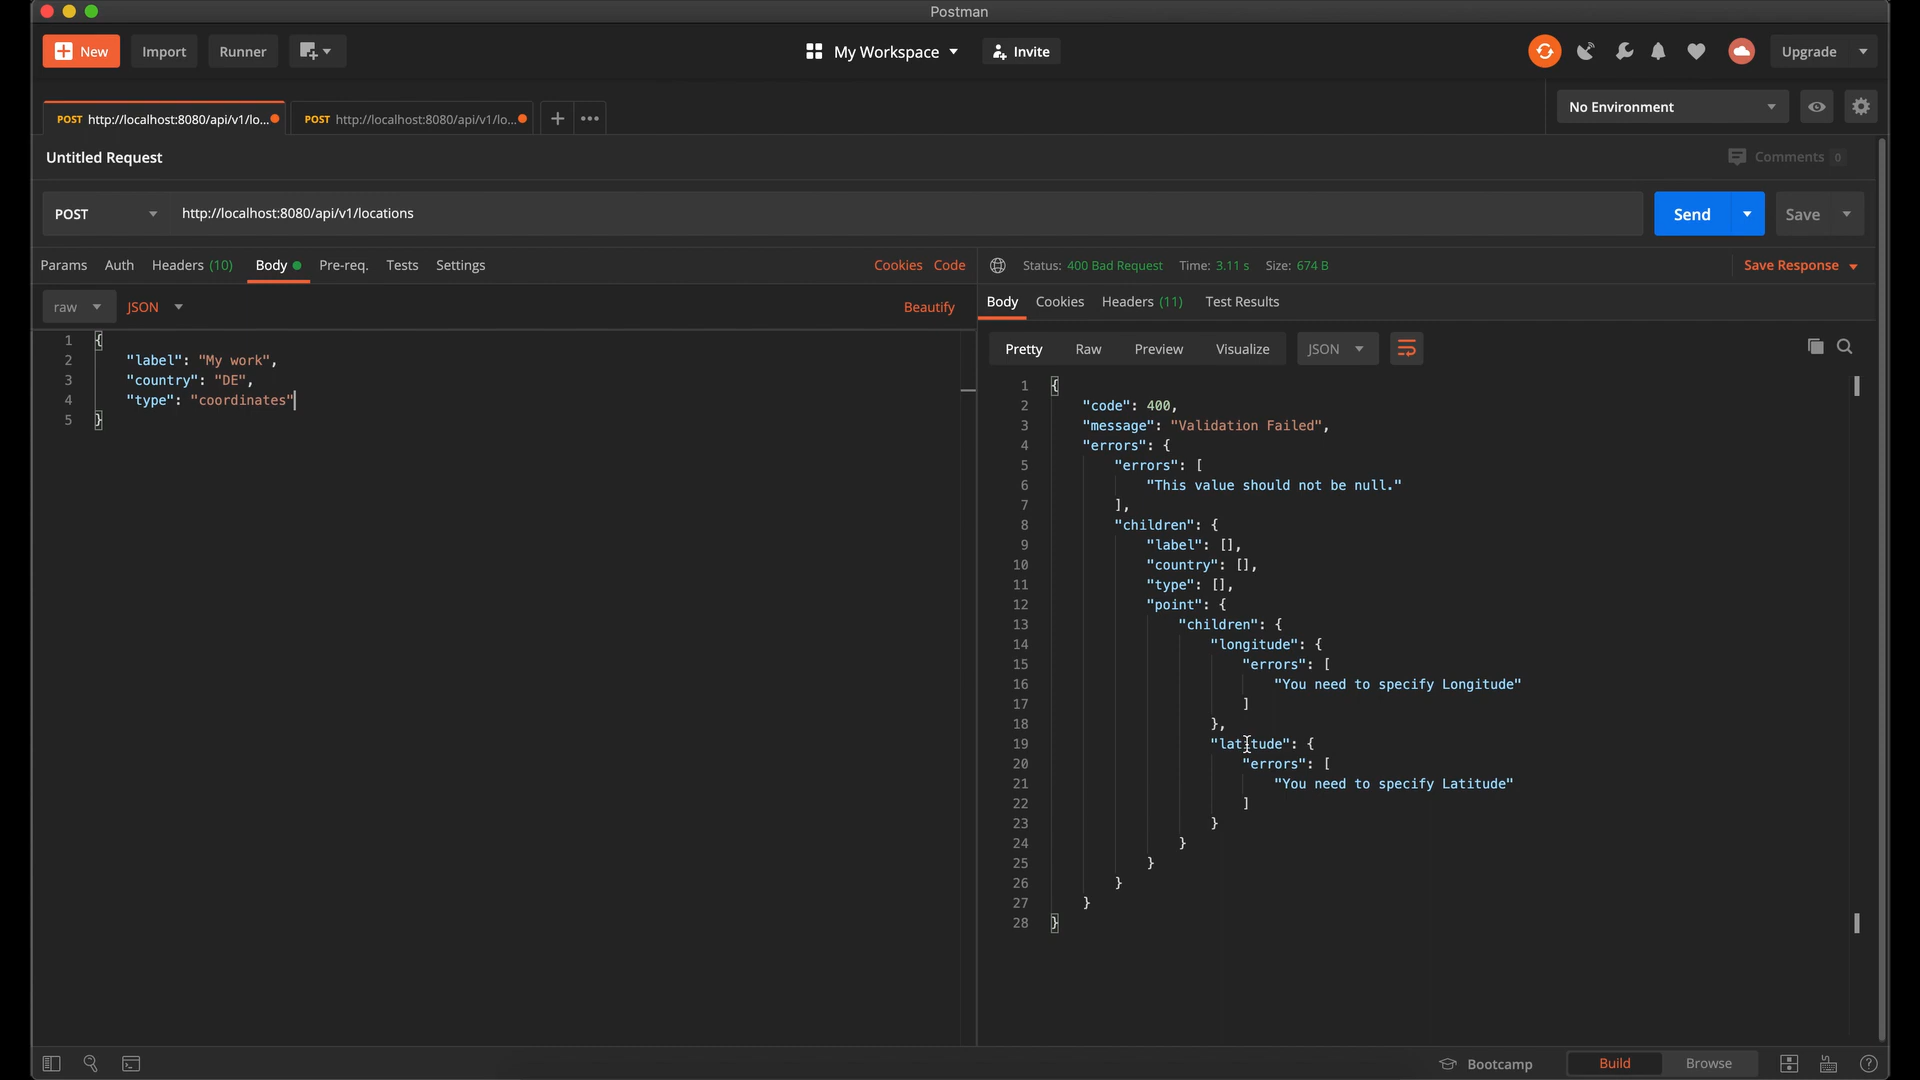 Postman
New Import Runner My Workspace Invite Upgrade
POST http://localhost:8080/api/v1/lo... POST http://localhost:8080/api/v1/lo... No Environment
Untitled Request Comments 0
POST http://localhost:8080/api/v1/locations Send Save
Params Auth Headers (10) Body Pre-req. Tests Settings Cookies Code
raw JSON Beautify
1 {
2 "label": "My work",
3 "country": "DE",
4 "type": "coordinates"
5 }
Status: 400 Bad Request Time: 3.11 s Size: 674 B Save Response
Body Cookies Headers (11) Test Results
Pretty Raw Preview Visualize JSON
1 {
2 "code": 400,
3 "message": "Validation Failed",
4 "errors": {
5 "errors": [
6 "This value should not be null."
7 ],
8 "children": {
9 "label": [],
10 "country": [],
11 "type": [],
12 "point": {
13 "children": {
14 "longitude": {
15 "errors": [
16 "You need to specify Longitude"
17 ]
18 },
19 "latitude": {
20 "errors": [
21 "You need to specify Latitude"
22 ]
23 }
24 }
25 }
26 }
27 }
28 }
Bootcamp Build Browse